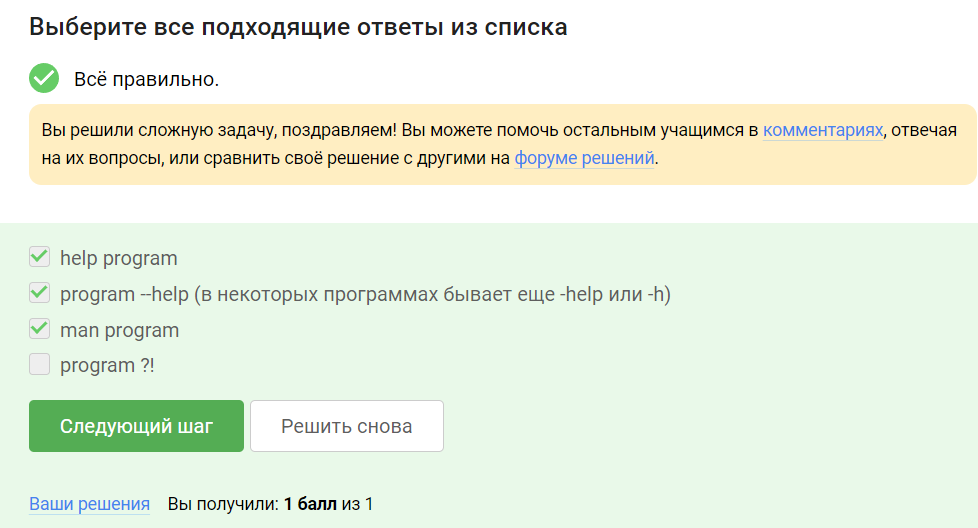 Выберите все подходящие ответы из списка
Всё правильно.
Вы решили сложную задачу, поздравляем! Вы можете помочь остальным учащимся в комментариях, отвечая
на их вопросы, или сравнить своё решение с другими на форуме решений.
help program
program --help (в некоторых программах бывает еще -help или -h)
man program
program ?!
Следующий шаг Решить снова
Ваши решения Вы получили: 1 балл из 1